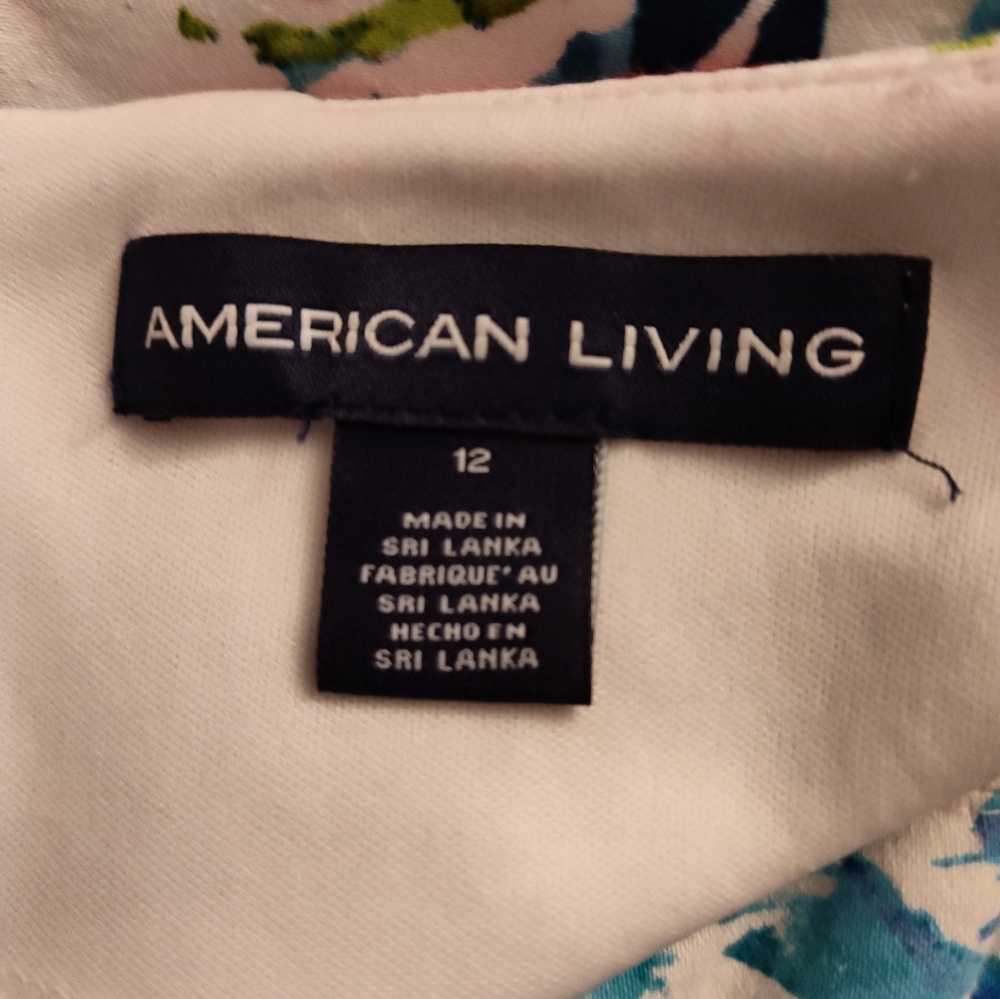 AMERICAN LIVING
12
MADE IN
SRI LANKA
FABRIQUE' AU
SRI LANKA
HECHO EN
SRI LANKA